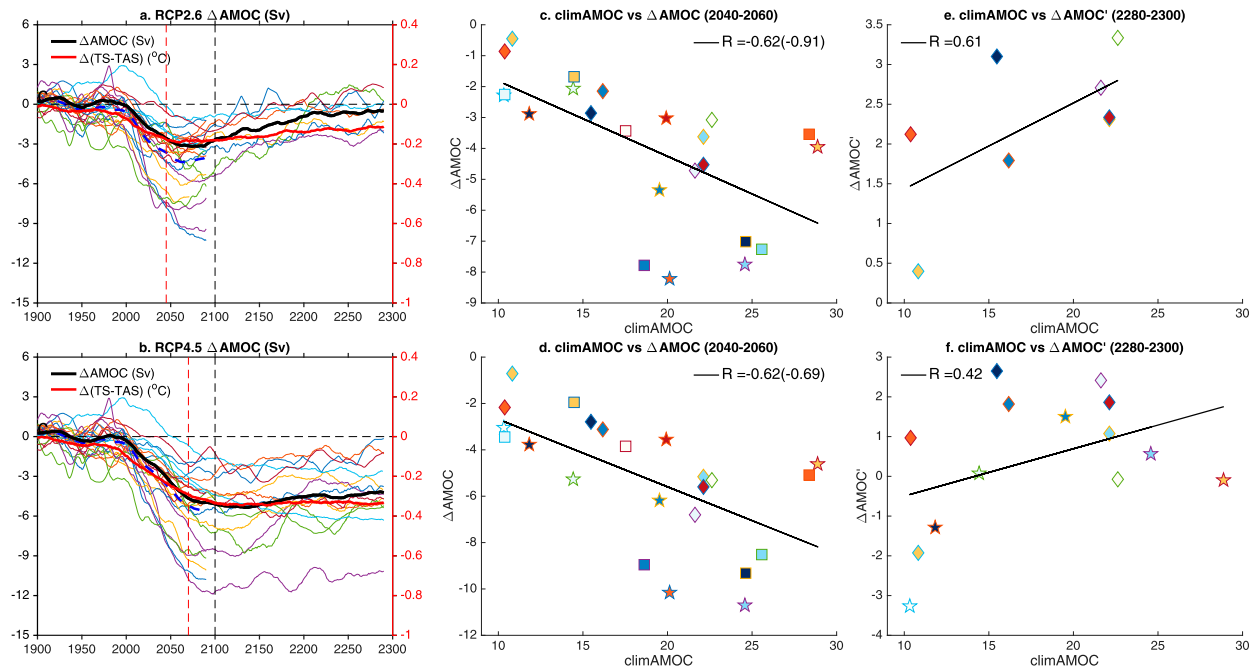 a. RCP2.6 ΔAMOC (Sv)
ΔAMOC (Sv)
Δ(TS-TAS) (°C)
6
3
0
-3
-6
-9
-12
-15
0.4
0.2
0
-0.2
-0.4
-0.6
-0.8
-1
1900 1950 2000 2050 2100 2150 2200 2250 2300
c. climAMOC vs ΔAMOC (2040-2060)
R =-0.62(-0.91)
ΔAMOC
0
-1
-2
-3
-4
-5
-6
-7
-8
-9
10 15 20 25 30
climAMOC
e. climAMOC vs ΔAMOC' (2280-2300)
R =0.61
ΔAMOC'
3.5
3
2.5
2
1.5
1
0.5
0
10 15 20 25 30
climAMOC
b. RCP4.5 ΔAMOC (Sv)
ΔAMOC (Sv)
Δ(TS-TAS) (°C)
6
3
0
-3
-6
-9
-12
-15
0.4
0.2
0
-0.2
-0.4
-0.6
-0.8
-1
1900 1950 2000 2050 2100 2150 2200 2250 2300
d. climAMOC vs ΔAMOC (2040-2060)
R =-0.62(-0.69)
ΔAMOC
0
-2
-4
-6
-8
-10
-12
10 15 20 25 30
climAMOC
f. climAMOC vs ΔAMOC' (2280-2300)
R =0.42
ΔAMOC'
3
2
1
0
-1
-2
-3
-4
10 15 20 25 30
climAMOC